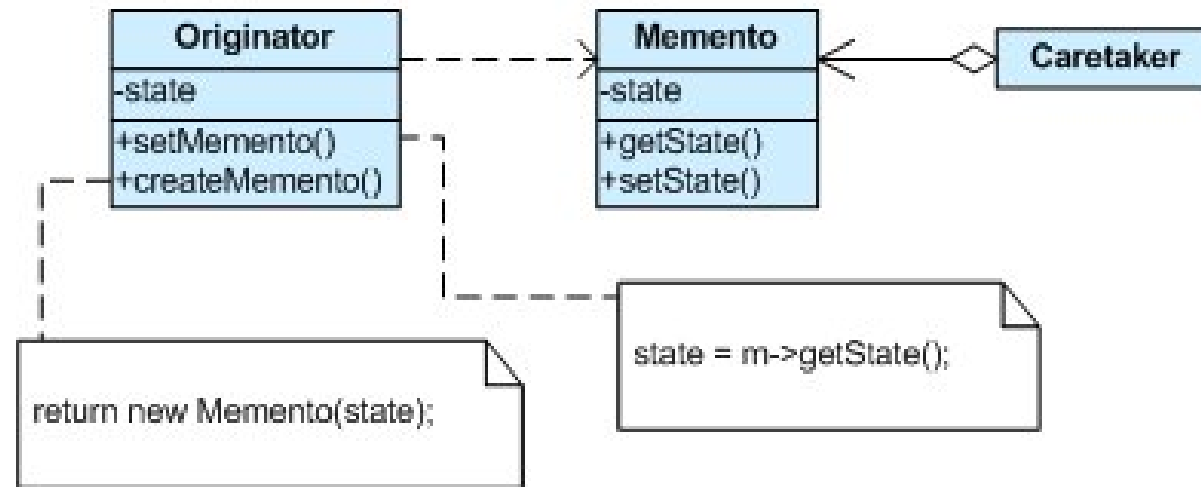 Originator
-state
+setMemento()
+createMemento()
Memento
-state
+getState()
+setState()
Caretaker
state = m->getState();
return new Memento(state);